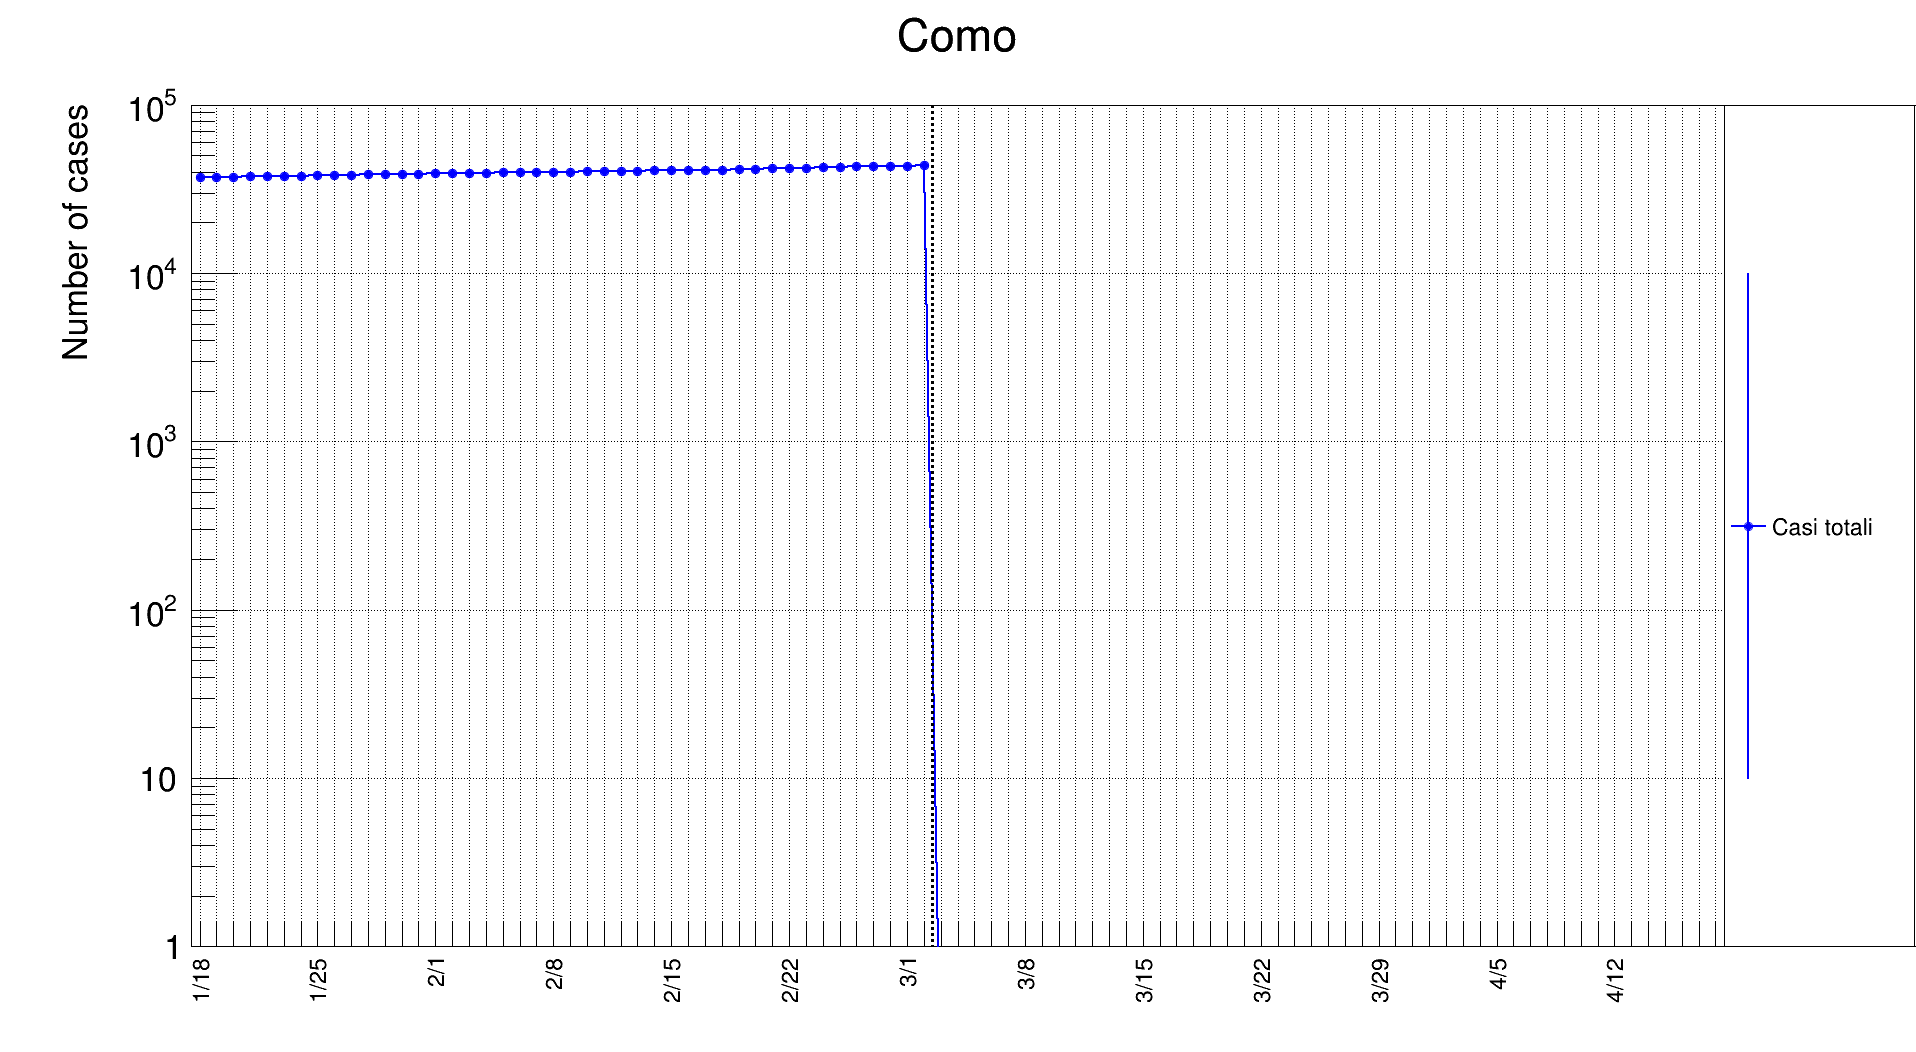 Como
Number of cases
10^5
10^4
10^3
10^2
10
1
1/18 1/25 2/1 2/8 2/15 2/22 3/1 3/8 3/15 3/22 3/29 4/5 4/12
Casi totali